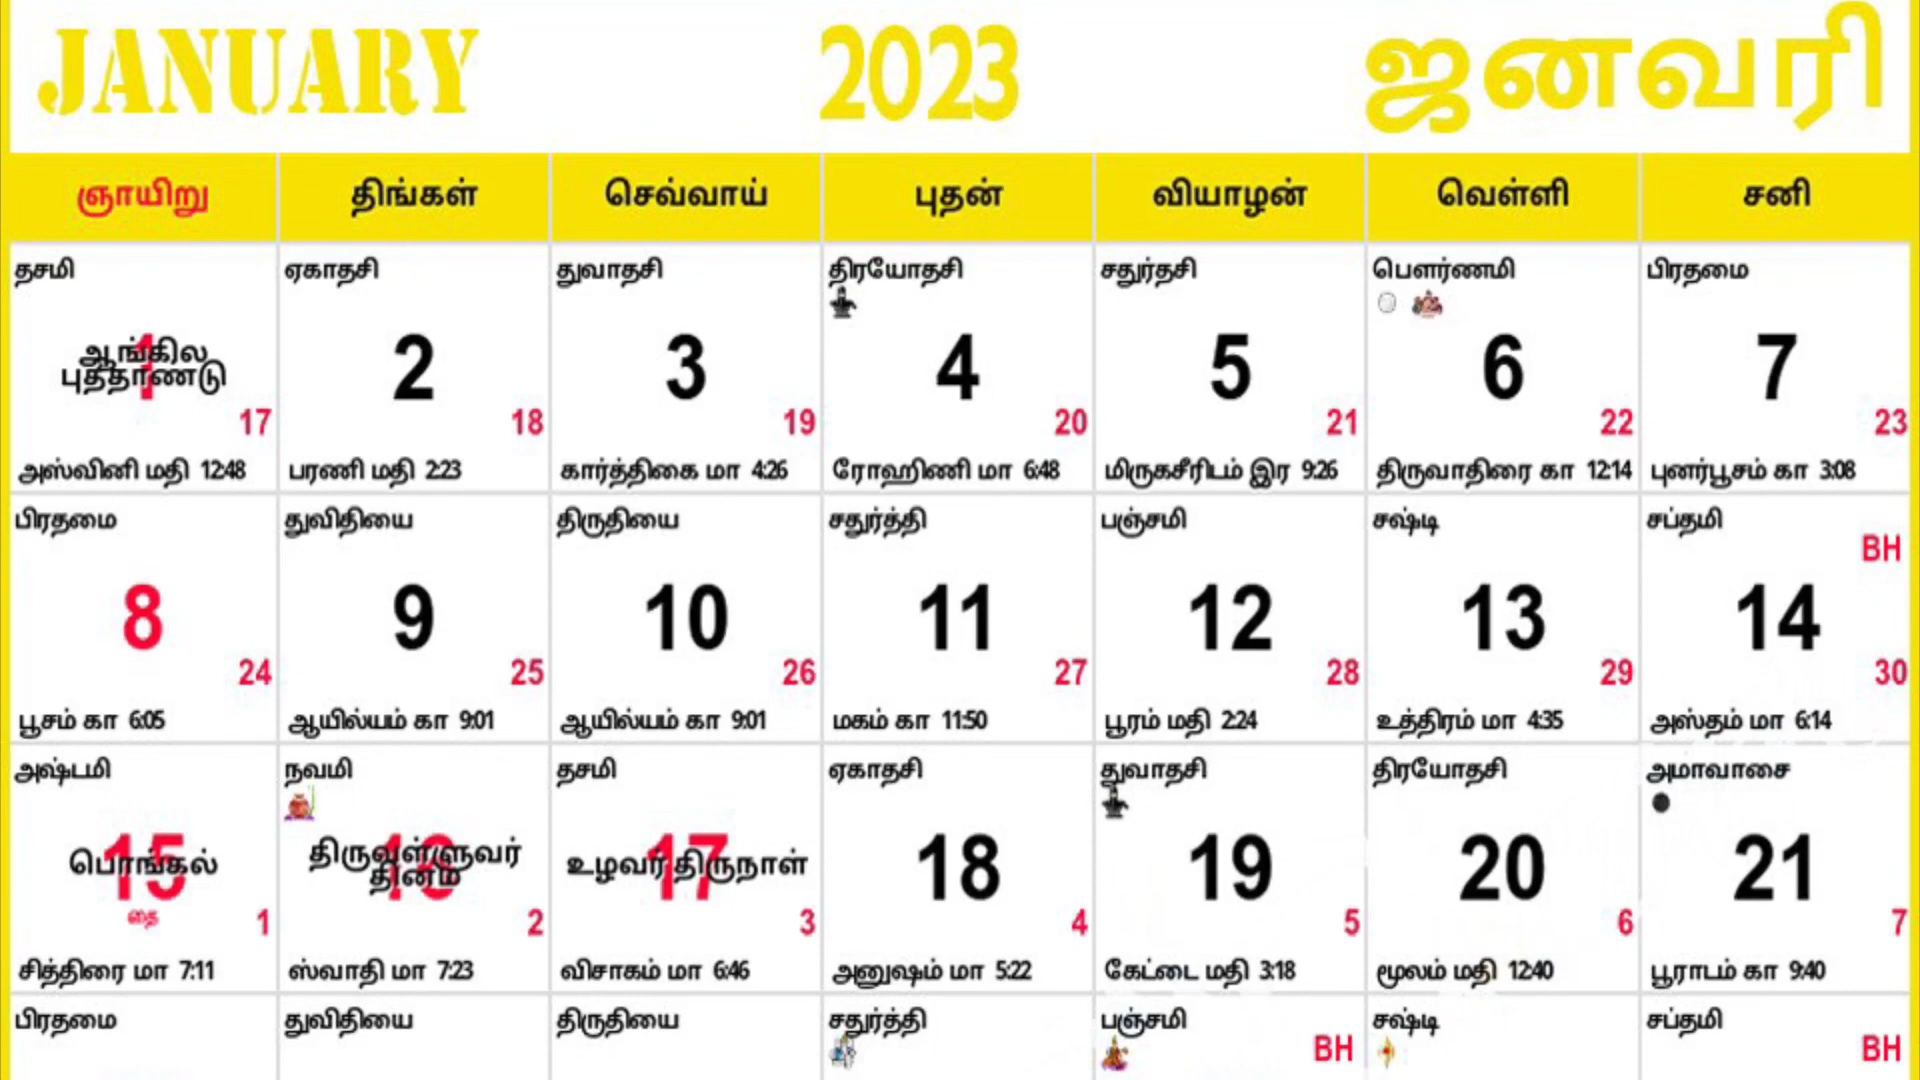 JANUARY 2023 ஜனவரி
ஞாயிறு திங்கள் செவ்வாய் புதன் வியாழன் வெள்ளி சனி
தசமி ஏகாதசி துவாதசி திரயோதசி சதுர்தசி பௌர்ணமி பிரதமை
ஆங்கில
புத்தாண்டு
1 2 3 4 5 6 7
17 18 19 20 21 22 23
அஸ்வினி மதி 12:48 பரணி மதி 2:23 கார்த்திகை மா 4:26 ரோஹிணி மா 6:48 மிருகசீரிடம் இர 9:26 திருவாதிரை கா 12:14 புனர்பூசம் கா 3:08
பிரதமை துவிதியை திருதியை சதுர்த்தி பஞ்சமி சஷ்டி சப்தமி
BH
8 9 10 11 12 13 14
24 25 26 27 28 29 30
பூசம் கா 6:05 ஆயில்யம் கா 9:01 ஆயில்யம் கா 9:01 மகம் கா 11:50 பூரம் மதி 2:24 உத்திரம் மா 4:35 அஸ்தம் மா 6:14
அஷ்டமி நவமி தசமி ஏகாதசி துவாதசி திரயோதசி அமாவாசை
பொங்கல் திருவள்ளுவர் உழவர் திருநாள்
தினம்
15 16 17 18 19 20 21
தை 1 2 3 4 5 6 7
சித்திரை மா 7:11 ஸ்வாதி மா 7:23 விசாகம் மா 6:46 அனுஷம் மா 5:22 கேட்டை மதி 3:18 மூலம் மதி 12:40 பூராடம் கா 9:40
பிரதமை துவிதியை திருதியை சதுர்த்தி பஞ்சமி சஷ்டி சப்தமி
BH BH